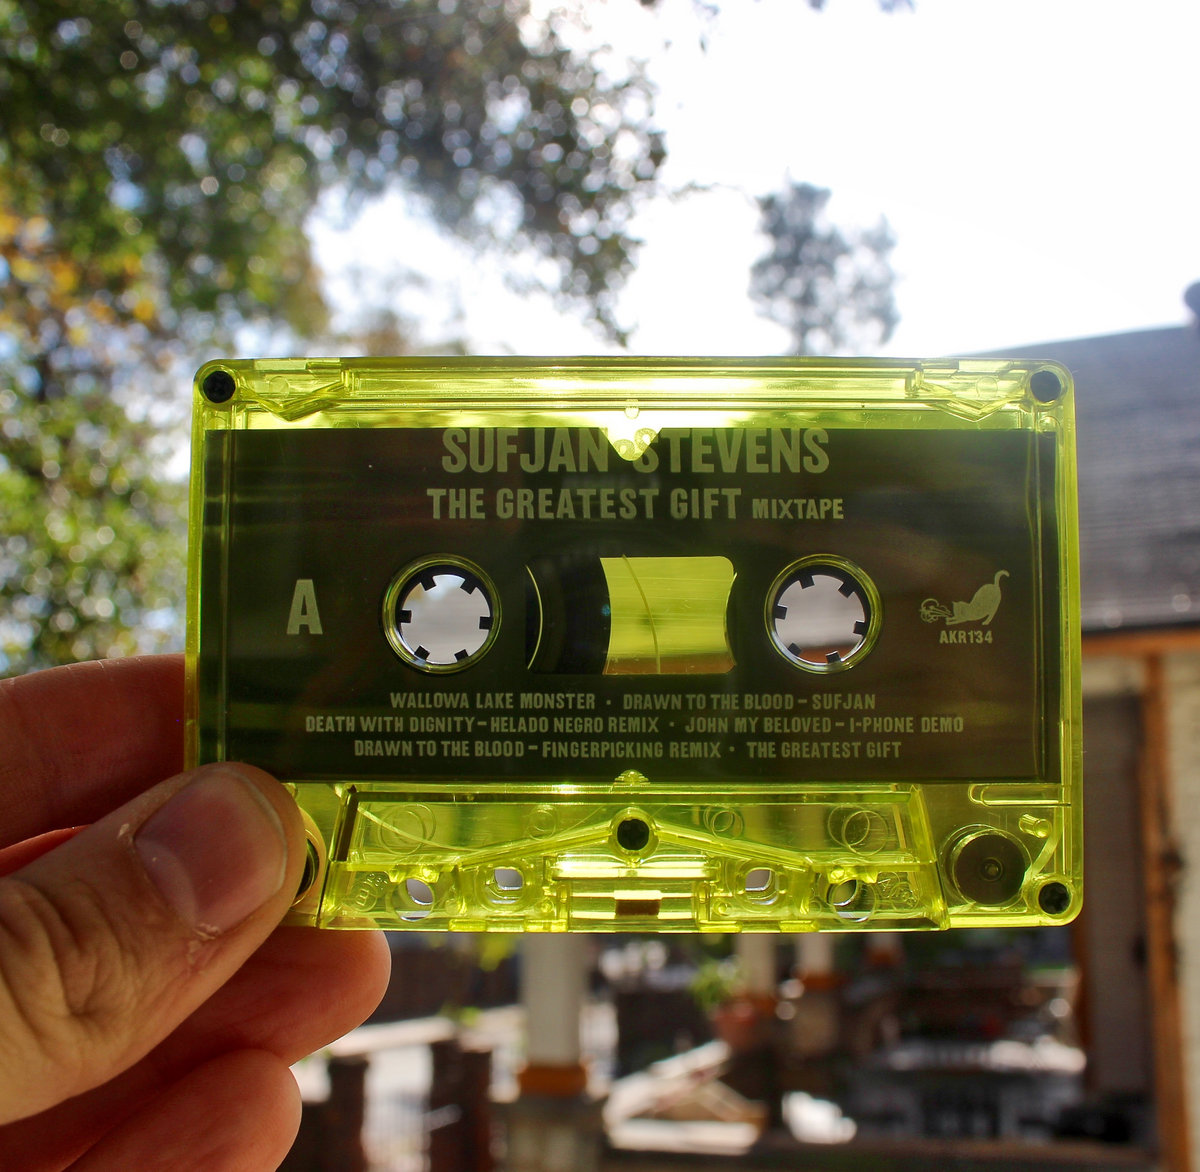 SUFJAN STEVENS
THE GREATEST GIFT MIXTAPE
A
AKR134
WALLOWA LAKE MONSTER • DRAWN TO THE BLOOD – SUFJAN
DEATH WITH DIGNITY – HELADO NEGRO REMIX • JOHN MY BELOVED – I-PHONE DEMO
DRAWN TO THE BLOOD – FINGERPICKING REMIX • THE GREATEST GIFT